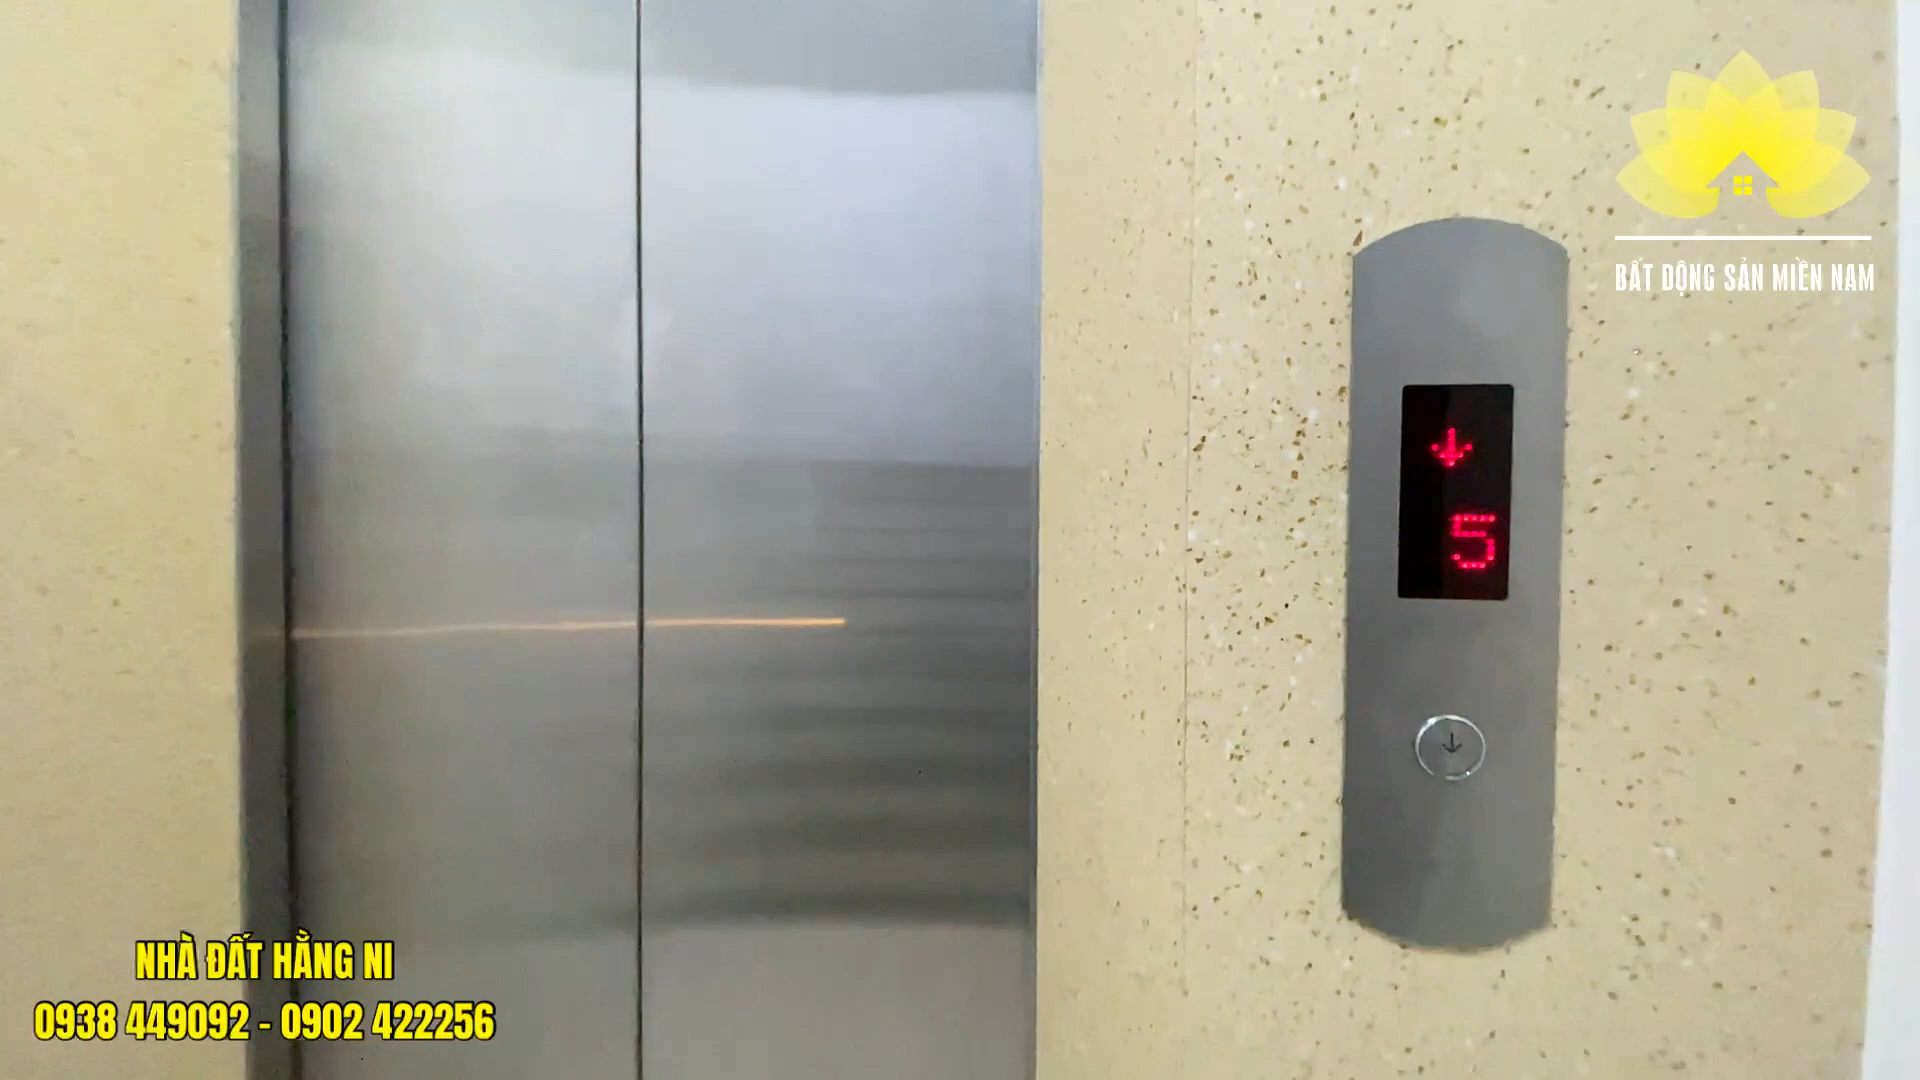 BẤT ĐỘNG SẢN MIỀN NAM
5
NHÀ ĐẤT HẰNG NI
0938 449092 - 0902 422256